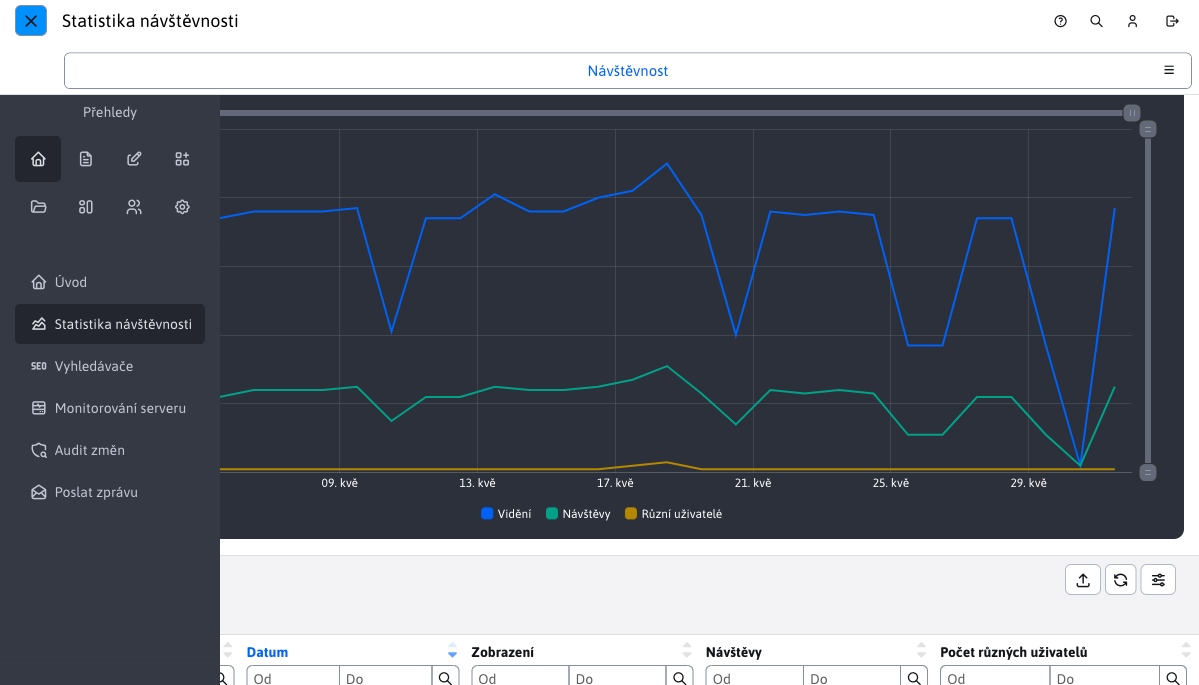 Statistika návštěvnosti
Návštěvnost
Přehledy
Úvod
Statistika návštěvnosti
SEO Vyhledávače
Monitorování serveru
Audit změn
Poslat zprávu
09. kvě 13. kvě 17. kvě 21. kvě 25. kvě 29. kvě
Vidění Návštěvy Různí uživatelé
Datum Zobrazení Návštěvy Počet různých uživatelů
Od Do Od Do Od Do Od Do